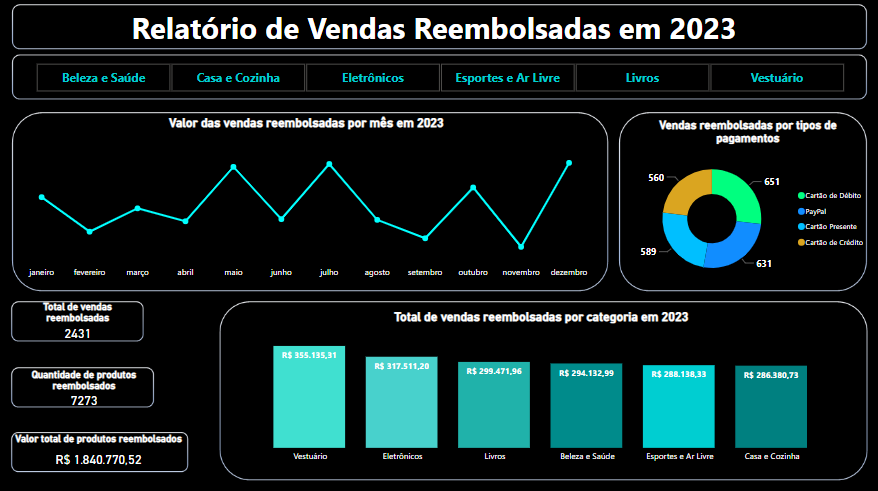 Relatório de Vendas Reembolsadas em 2023
Beleza e Saúde
Casa e Cozinha
Eletrônicos
Esportes e Ar Livre
Livros
Vestuário
Valor das vendas reembolsadas por mês em 2023
janeiro
fevereiro
março
abril
maio
junho
julho
agosto
setembro
outubro
novembro
dezembro
Vendas reembolsadas por tipos de
pagamentos
560
651
589
631
Cartão de Débito
PayPal
Cartão Presente
Cartão de Crédito
Total de vendas
reembolsadas
2431
Quantidade de produtos
reembolsados
7273
Valor total de produtos reembolsados
R$ 1.840.770,52
Total de vendas reembolsadas por categoria em 2023
R$ 355.135,31
R$ 317.511,20
R$ 299.471,96
R$ 294.132,99
R$ 288.138,33
R$ 286.380,73
Vestuário
Eletrônicos
Livros
Beleza e Saúde
Esportes e Ar Livre
Casa e Cozinha